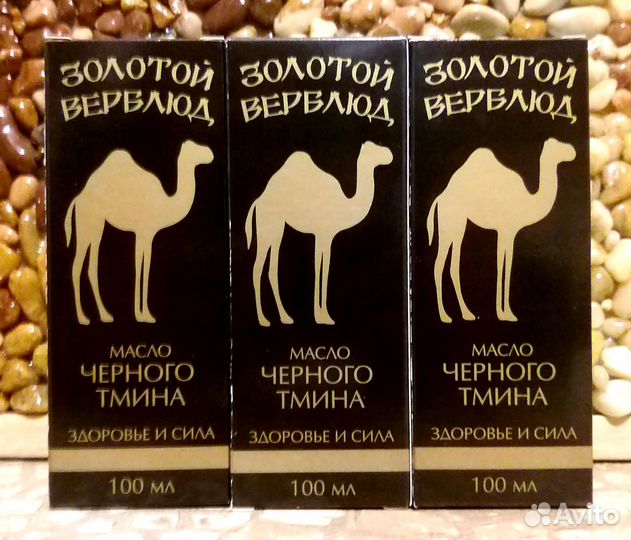 ЗОЛОТОЙ
ВЕРБЛЮД
МАСЛО
ЧЕРНОГО
ТМИНА
ЗДОРОВЬЕ И СИЛА
100 МЛ
ЗОЛОТОЙ
ВЕРБЛЮД
МАСЛО
ЧЕРНОГО
ТМИНА
ЗДОРОВЬЕ И СИЛА
100 МЛ
ЗОЛОТОЙ
ВЕРБЛЮД
МАСЛО
ЧЕРНОГО
ТМИНА
ЗДОРОВЬЕ И СИЛА
100 МЛ
Avito